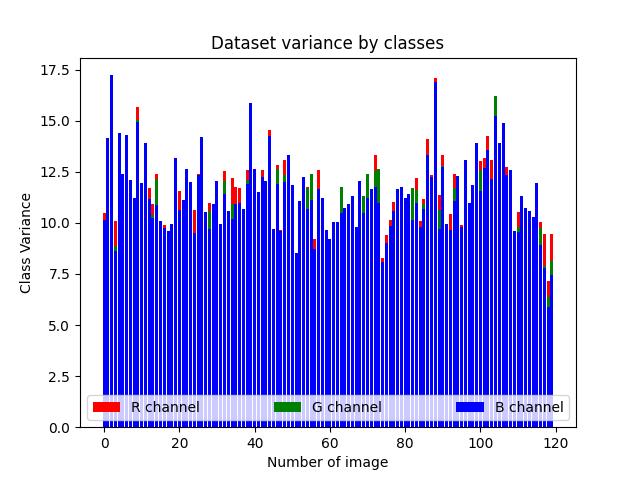 Dataset variance by classes
Class Variance
17.5
15.0
12.5
10.0
7.5
5.0
2.5
0.0
R channel G channel B channel
0 20 40 60 80 100 120
Number of image